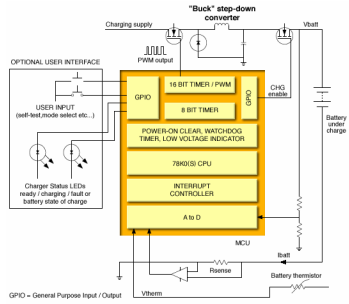 "Buck" step-down
converter
Charging supply
Vbatt
PWM output
OPTIONAL USER INTERFACE
16 BIT TIMER / PWM
CHG
enable
GPIO
GPIO
8 BIT TIMER
USER INPUT
(self-test,mode select etc...)
Battery
under
charge
POWER-ON CLEAR, WATCHDOG
TIMER, LOW VOLTAGE INDICATOR
78K0(S) CPU
Charger Status LEDs
ready / charging / fault or
battery state of charge
INTERRUPT
CONTROLLER
A to D
MCU
Ibatt
Rsense
Battery thermistor
GPIO = General Purpose Input / Output
Vtherm